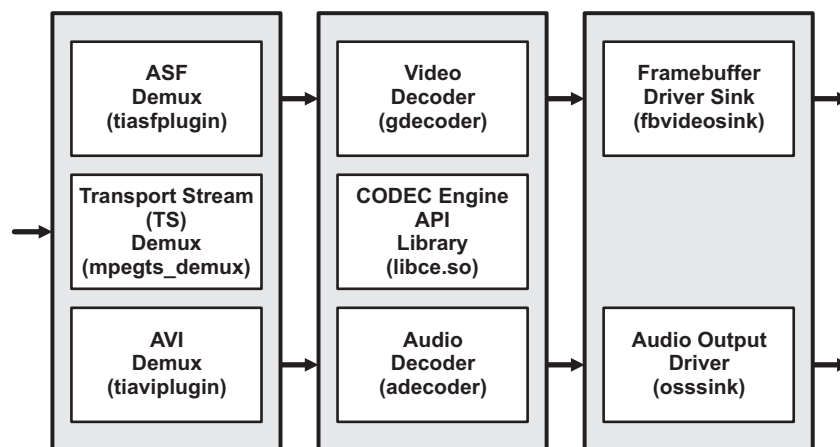 ASF
Demux
(tiasfplugin)
Transport Stream
(TS)
Demux
(mpegts_demux)
AVI
Demux
(tiaviplugin)
Video
Decoder
(gdecoder)
CODEC Engine
API
Library
(libce.so)
Audio
Decoder
(adecoder)
Framebuffer
Driver Sink
(fbvideosink)
Audio Output
Driver
(osssink)